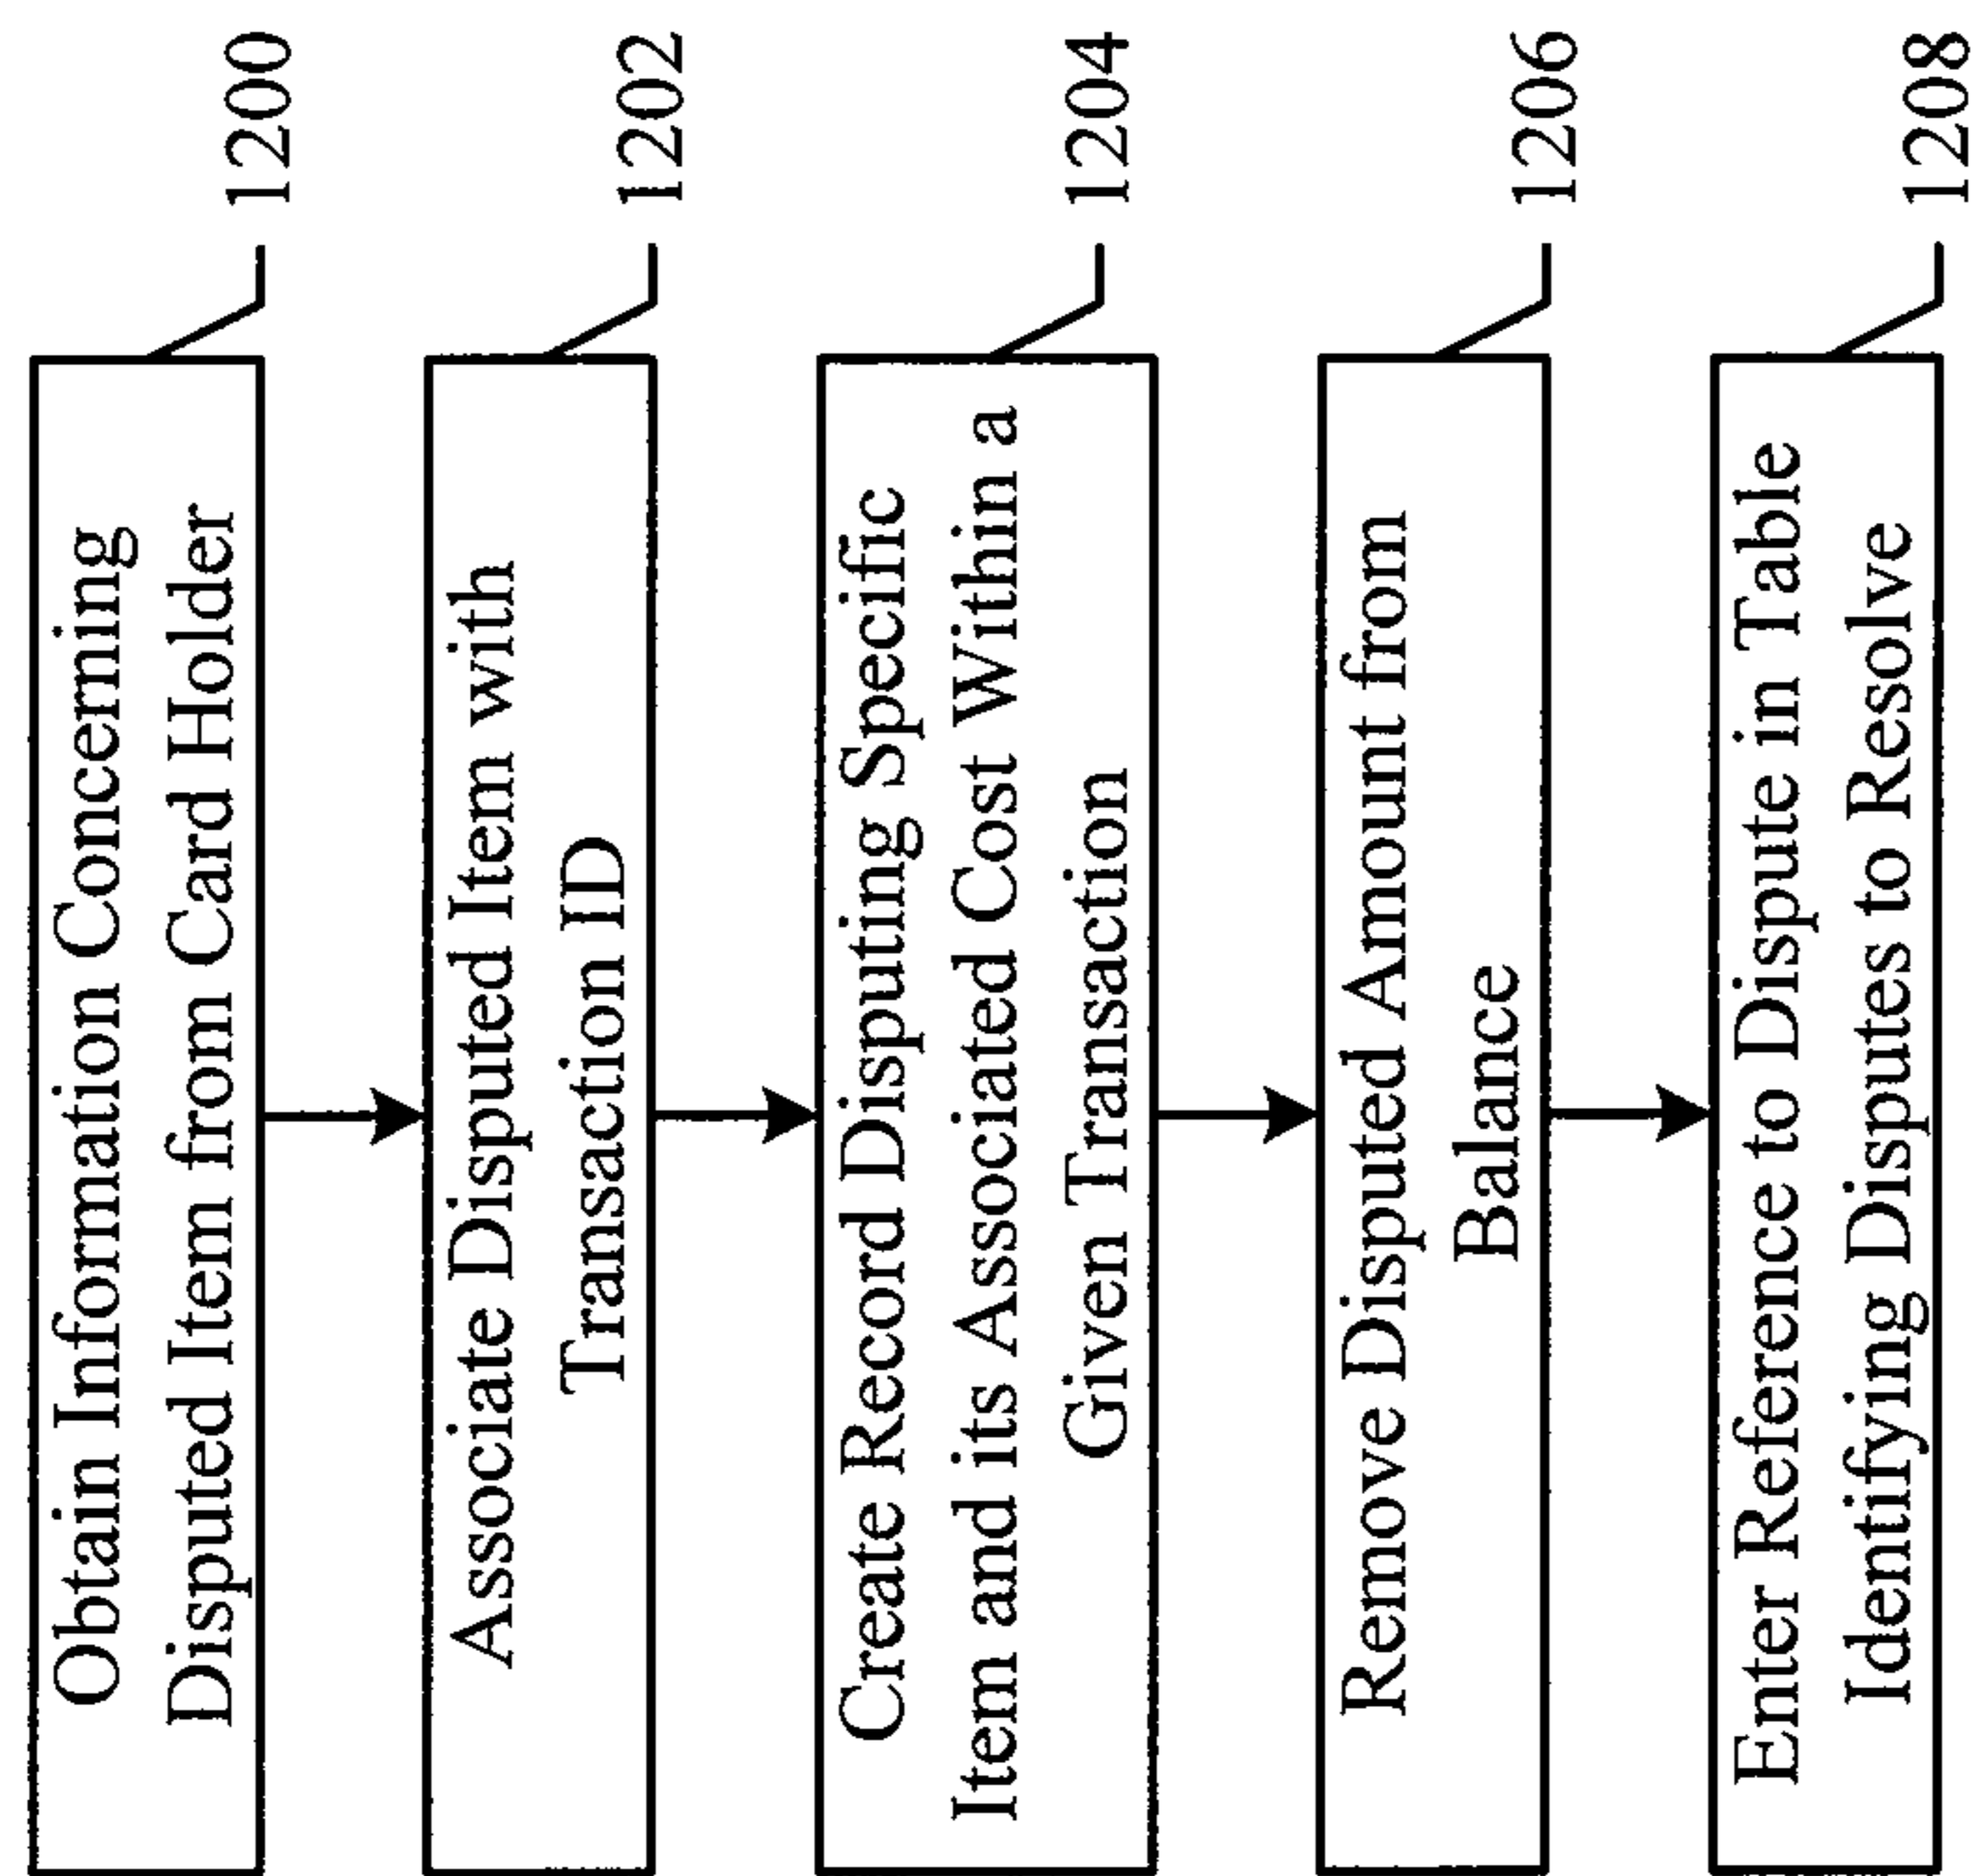 Obtain Information Concerning
Disputed Item from Card Holder
1200
Associate Disputed Item with
Transaction ID
1202
Create Record Disputing Specific
Item and its Associated Cost Within a
Given Transaction
1204
Remove Disputed Amount from
Balance
1206
Enter Reference to Dispute in Table
Identifying Disputes to Resolve
1208